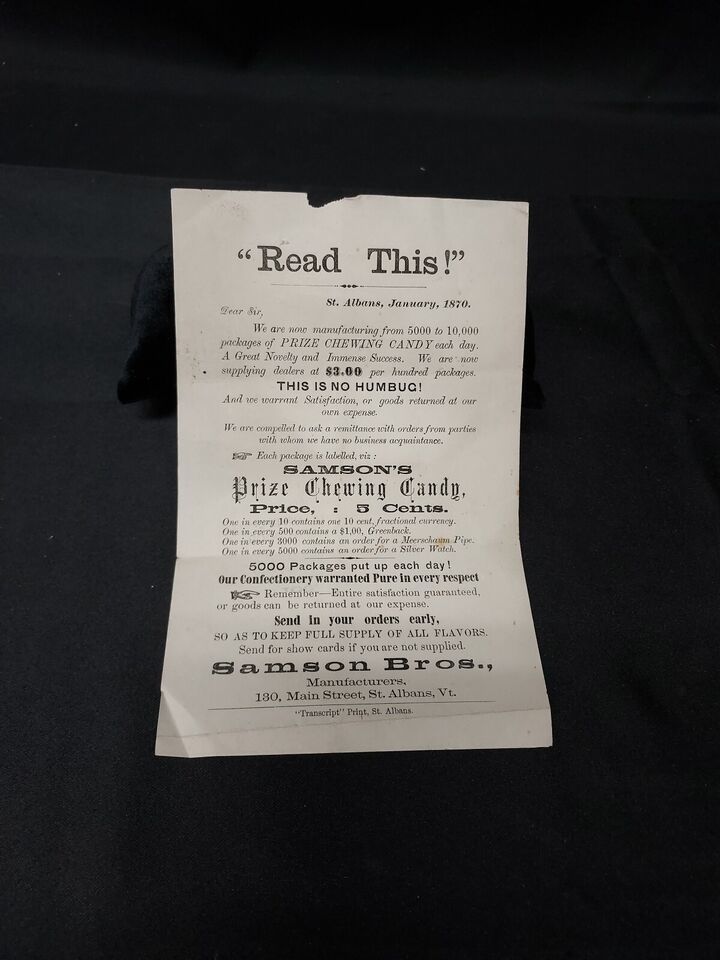 "Read This!"
St. Albans, January, 1870.
Dear Sir,
We are now manufacturing from 5000 to 10,000
packages of PRIZE CHEWING CANDY each day.
A Great Novelty and Immense Success. We are now
supplying dealers at $3.00 per hundred packages.
THIS IS NO HUMBUG!
And we warrant Satisfaction, or goods returned at our
own expense.
We are compelled to ask a remittance with orders from parties
with whom we have no business acquaintance.
Each package is labelled, viz :
SAMSON'S
Prize Chewing Candy,
Price, : 5 Cents.
One in every 10 contains one 10 cent, fractional currency.
One in every 500 contains a $1,00, Greenback.
One in every 3000 contains an order for a Meerschaum Pipe.
One in every 5000 contains an order for a Silver Watch.
5000 Packages put up each day!
Our Confectionery warranted Pure in every respect
Remember—Entire satisfaction guaranteed,
or goods can be returned at our expense.
Send in your orders early,
SO AS TO KEEP FULL SUPPLY OF ALL FLAVORS.
Send for show cards if you are not supplied.
Samson Bros.,
Manufacturers,
130, Main Street, St. Albans, Vt.
"Transcript" Print, St. Albans.